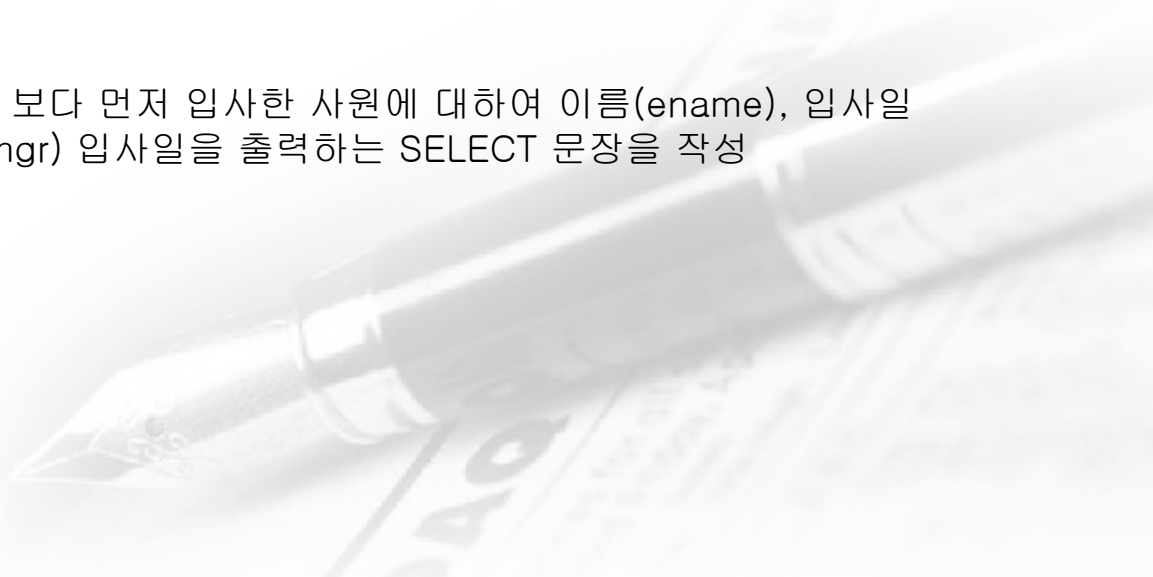 보다 먼저 입사한 사원에 대하여 이름(ename), 입사일
mgr) 입사일을 출력하는 SELECT 문장을 작성